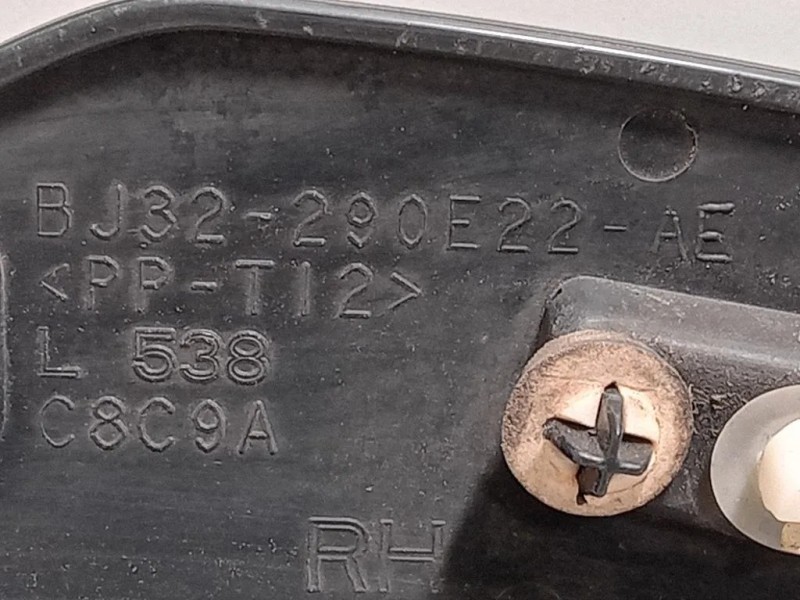 BJ32-290E22-AE
<PP-T12>
L 538
C8C9A
RH